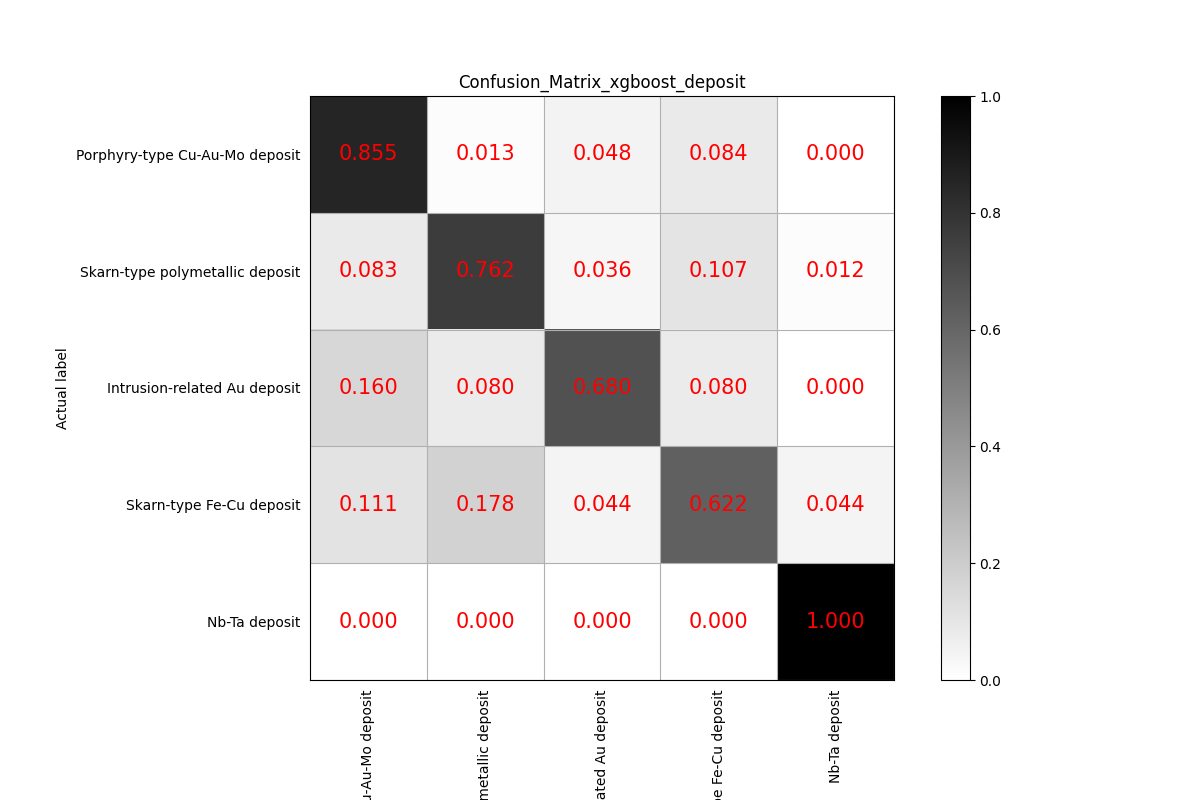 Confusion_Matrix_xgboost_deposit
1.0
Porphyry-type Cu-Au-Mo deposit 0.855 0.013 0.048 0.084 0.000
0.8
Skarn-type polymetallic deposit 0.083 0.762 0.036 0.107 0.012
0.6
Actual label
Intrusion-related Au deposit 0.160 0.080 0.680 0.080 0.000
0.4
Skarn-type Fe-Cu deposit 0.111 0.178 0.044 0.622 0.044
0.2
Nb-Ta deposit 0.000 0.000 0.000 0.000 1.000
0.0
u-Au-Mo deposit
metallic deposit
ated Au deposit
pe Fe-Cu deposit
Nb-Ta deposit